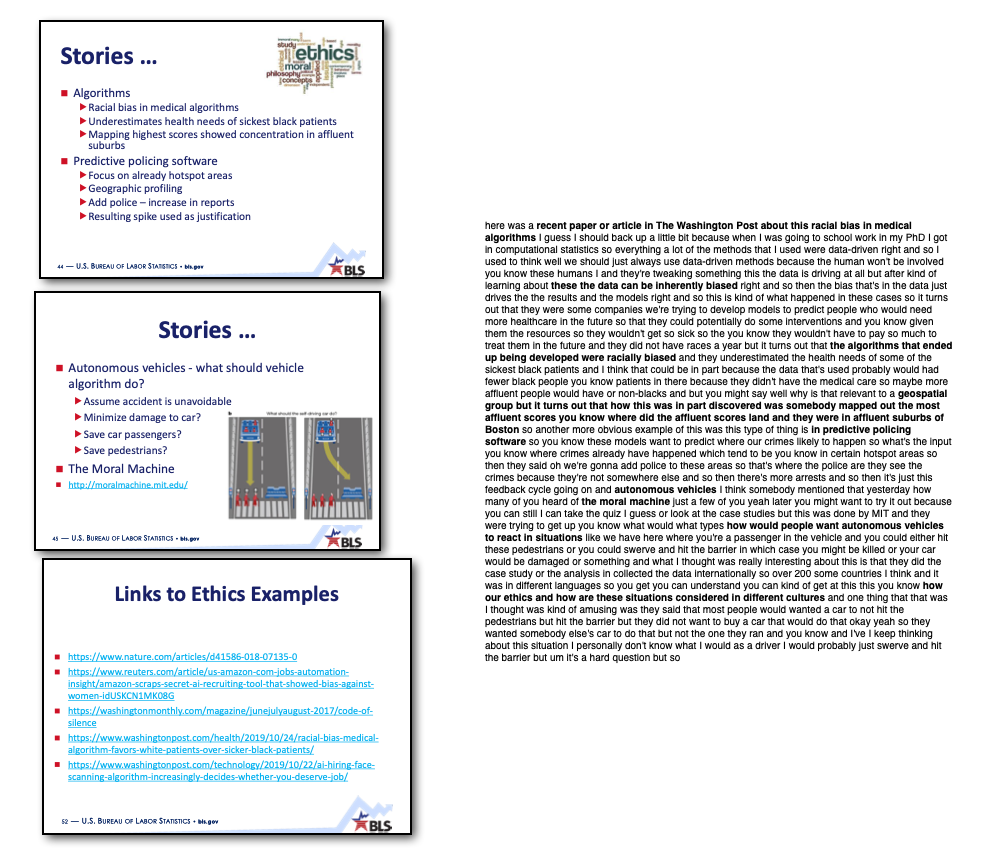 Stories …
study
ethics
moral
philosophy
applied
issues
concepts
Algorithms
Racial bias in medical algorithms
Underestimates health needs of sickest black patients
Mapping highest scores showed concentration in affluent
suburbs
Predictive policing software
Focus on already hotspot areas
Geographic profiling
Add police – increase in reports
Resulting spike used as justification
44 — U.S. BUREAU OF LABOR STATISTICS • bls.gov
BLS
Stories …
Autonomous vehicles - what should vehicle
algorithm do?
Assume accident is unavoidable
Minimize damage to car?
Save car passengers?
Save pedestrians?
The Moral Machine
http://moralmachine.mit.edu/
What should the self-driving car do?
45 — U.S. BUREAU OF LABOR STATISTICS • bls.gov
BLS
Links to Ethics Examples
https://www.nature.com/articles/d41586-018-07135-0
https://www.reuters.com/article/us-amazon-com-jobs-automation-
insight/amazon-scraps-secret-ai-recruiting-tool-that-showed-bias-against-
women-idUSKCN1MK08G
https://washingtonmonthly.com/magazine/junejulyaugust-2017/code-of-
silence
https://www.washingtonpost.com/health/2019/10/24/racial-bias-medical-
algorithm-favors-white-patients-over-sicker-black-patients/
https://www.washingtonpost.com/technology/2019/10/22/ai-hiring-face-
scanning-algorithm-increasingly-decides-whether-you-deserve-job/
52 — U.S. BUREAU OF LABOR STATISTICS • bls.gov
BLS
here was a recent paper or article in The Washington Post about this racial bias in medical
algorithms I guess I should back up a little bit because when I was going to school work in my PhD I got
in computational statistics so everything a lot of the methods that I used were data-driven right and so I
used to think well we should just always use data-driven methods because the human won't be involved
you know these humans I and they're tweaking something this the data is driving at all but after kind of
learning about these the data can be inherently biased right and so then the bias that's in the data just
drives the the results and the models right and so this is kind of what happened in these cases so it turns
out that they were some companies we're trying to develop models to predict people who would need
more healthcare in the future so that they could potentially do some interventions and you know given
them the resources so they wouldn't get so sick so the you know they wouldn't have to pay so much to
treat them in the future and they did not have races a year but it turns out that the algorithms that ended
up being developed were racially biased and they underestimated the health needs of some of the
sickest black patients and I think that could be in part because the data that's used probably would had
fewer black people you know patients in there because they didn't have the medical care so maybe more
affluent people would have or non-blacks and but you might say well why is that relevant to a geospatial
group but it turns out that how this was in part discovered was somebody mapped out the most
affluent scores you know where did the affluent scores land and they were in affluent suburbs of
Boston so another more obvious example of this was this type of thing is in predictive policing
software so you know these models want to predict where our crimes likely to happen so what's the input
you know where crimes already have happened which tend to be you know in certain hotspot areas so
then they said oh we're gonna add police to these areas so that's where the police are they see the
crimes because they're not somewhere else and so then there's more arrests and so then it's just this
feedback cycle going on and autonomous vehicles I think somebody mentioned that yesterday how
many of you heard of the moral machine just a few of you yeah later you might want to try it out because
you can still I can take the quiz I guess or look at the case studies but this was done by MIT and they
were trying to get up you know what would what types how would people want autonomous vehicles
to react in situations like we have here where you're a passenger in the vehicle and you could either hit
these pedestrians or you could swerve and hit the barrier in which case you might be killed or your car
would be damaged or something and what I thought was really interesting about this is that they did the
case study or the analysis in collected the data internationally so over 200 some countries I think and it
was in different languages so you get you can understand you can kind of get at this this you know how
our ethics and how are these situations considered in different cultures and one thing that that was
I thought was kind of amusing was they said that most people would wanted a car to not hit the
pedestrians but hit the barrier but they did not want to buy a car that would do that okay yeah so they
wanted somebody else's car to do that but not the one they ran and you know and I've I keep thinking
about this situation I personally don't know what I would as a driver I would probably just swerve and hit
the barrier but um it's a hard question but so